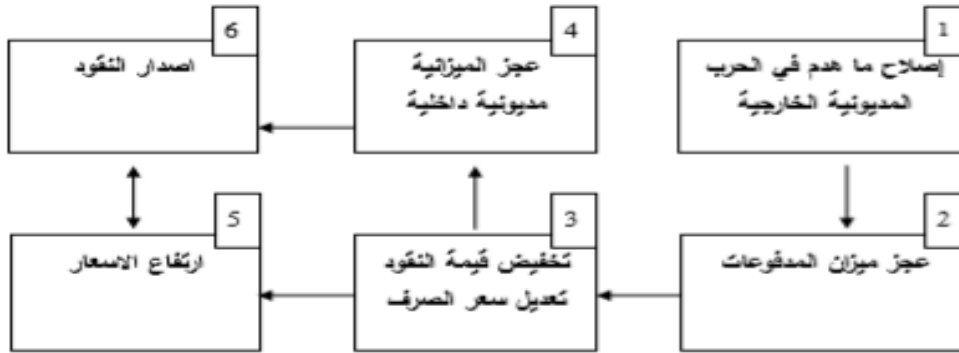 1
إصلاح ما هدم في الحرب
المديونية الخارجية
2
عجز ميزان المدفوعات
3
تخفيض قيمة النقود
تعديل سعر الصرف
4
عجز الميزانية
مديونية داخلية
5
ارتفاع الاسعار
6
اصدار النقود